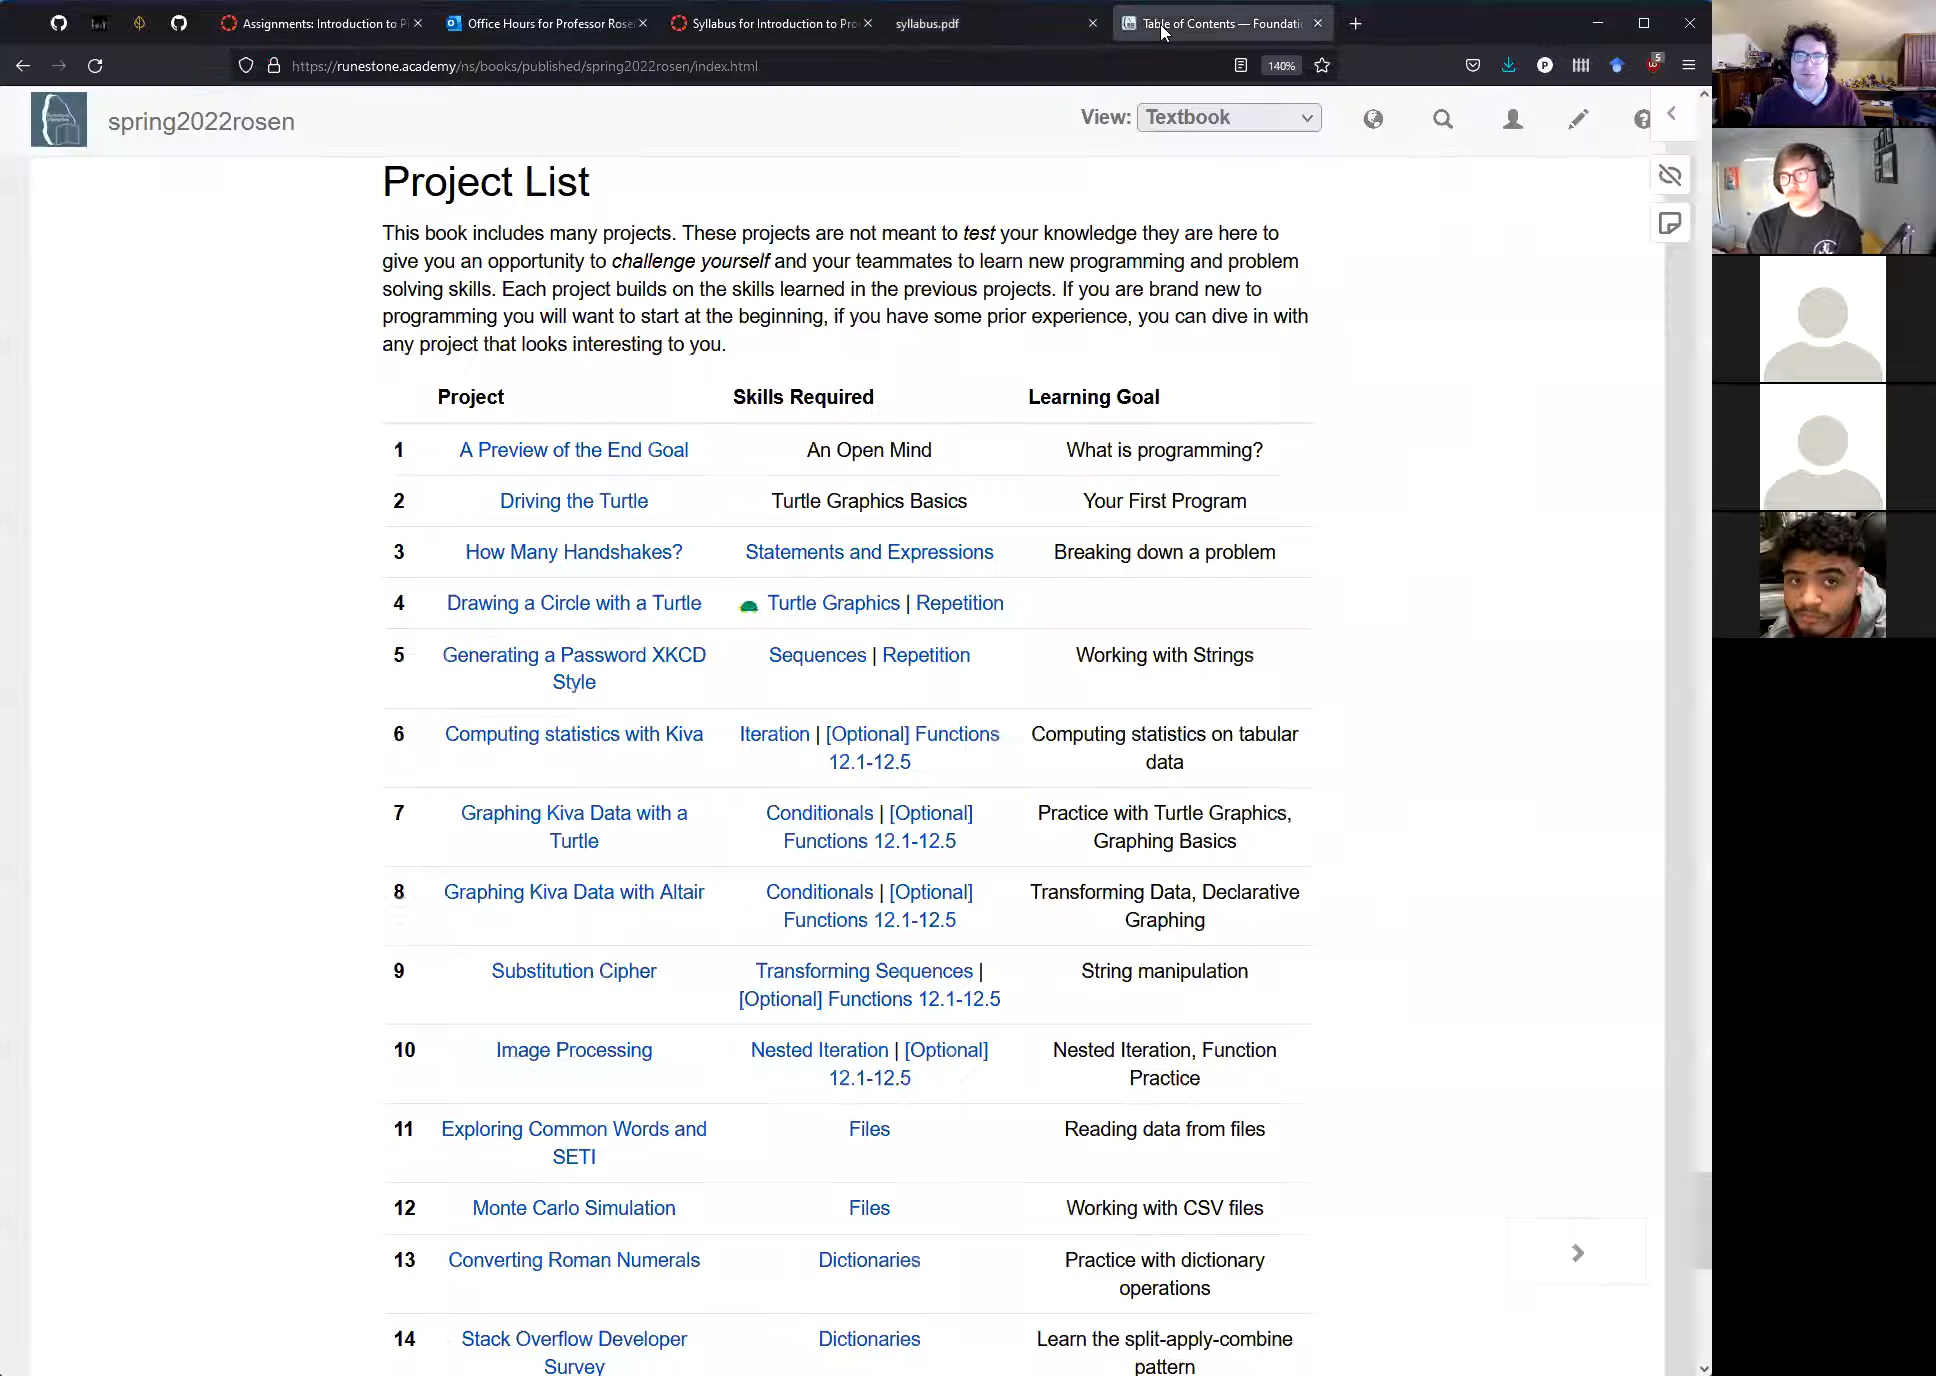 Assignments: Introduction to P
Office Hours for Professor Rose
Syllabus for Introduction to Pro
syllabus.pdf
Table of Contents — Foundati
https://runestone.academy/ns/books/published/spring2022rosen/index.html
140%
P
5
spring2022rosen
View: Textbook
Project List
This book includes many projects. These projects are not meant to test your knowledge they are here to
give you an opportunity to challenge yourself and your teammates to learn new programming and problem
solving skills. Each project builds on the skills learned in the previous projects. If you are brand new to
programming you will want to start at the beginning, if you have some prior experience, you can dive in with
any project that looks interesting to you.
Project Skills Required Learning Goal
1 A Preview of the End Goal An Open Mind What is programming?
2 Driving the Turtle Turtle Graphics Basics Your First Program
3 How Many Handshakes? Statements and Expressions Breaking down a problem
4 Drawing a Circle with a Turtle Turtle Graphics | Repetition
5 Generating a Password XKCD Sequences | Repetition Working with Strings
Style
6 Computing statistics with Kiva Iteration | [Optional] Functions Computing statistics on tabular
12.1-12.5 data
7 Graphing Kiva Data with a Conditionals | [Optional] Practice with Turtle Graphics,
Turtle Functions 12.1-12.5 Graphing Basics
8 Graphing Kiva Data with Altair Conditionals | [Optional] Transforming Data, Declarative
Functions 12.1-12.5 Graphing
9 Substitution Cipher Transforming Sequences | String manipulation
[Optional] Functions 12.1-12.5
10 Image Processing Nested Iteration | [Optional] Nested Iteration, Function
12.1-12.5 Practice
11 Exploring Common Words and Files Reading data from files
SETI
12 Monte Carlo Simulation Files Working with CSV files
13 Converting Roman Numerals Dictionaries Practice with dictionary
operations
14 Stack Overflow Developer Dictionaries Learn the split-apply-combine
Survey pattern